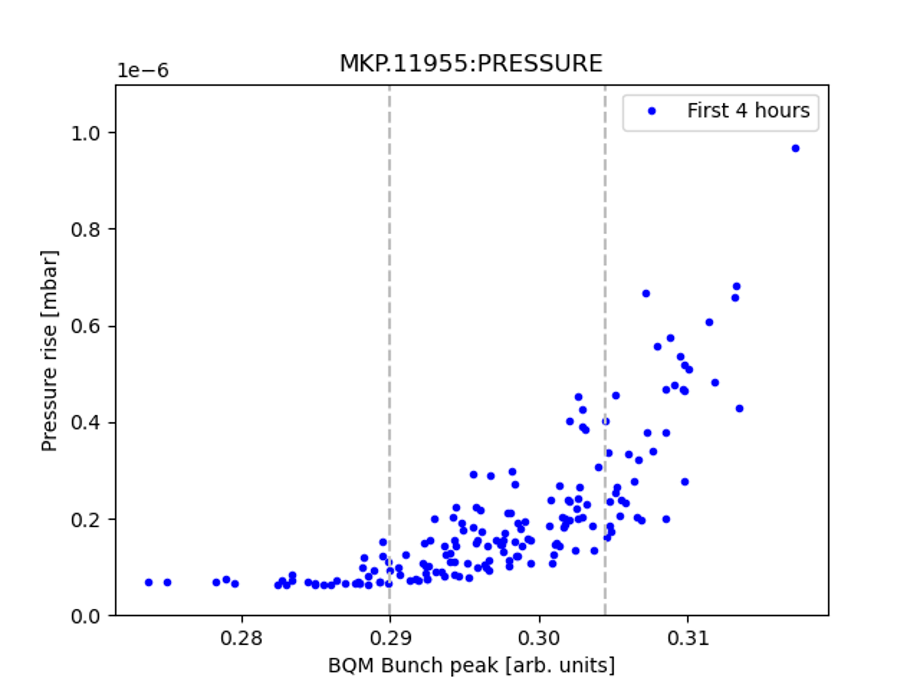 MKP.11955:PRESSURE
1e−6
First 4 hours
1.0
0.8
0.6
0.4
0.2
0.0
Pressure rise [mbar]
0.28 0.29 0.30 0.31
BQM Bunch peak [arb. units]